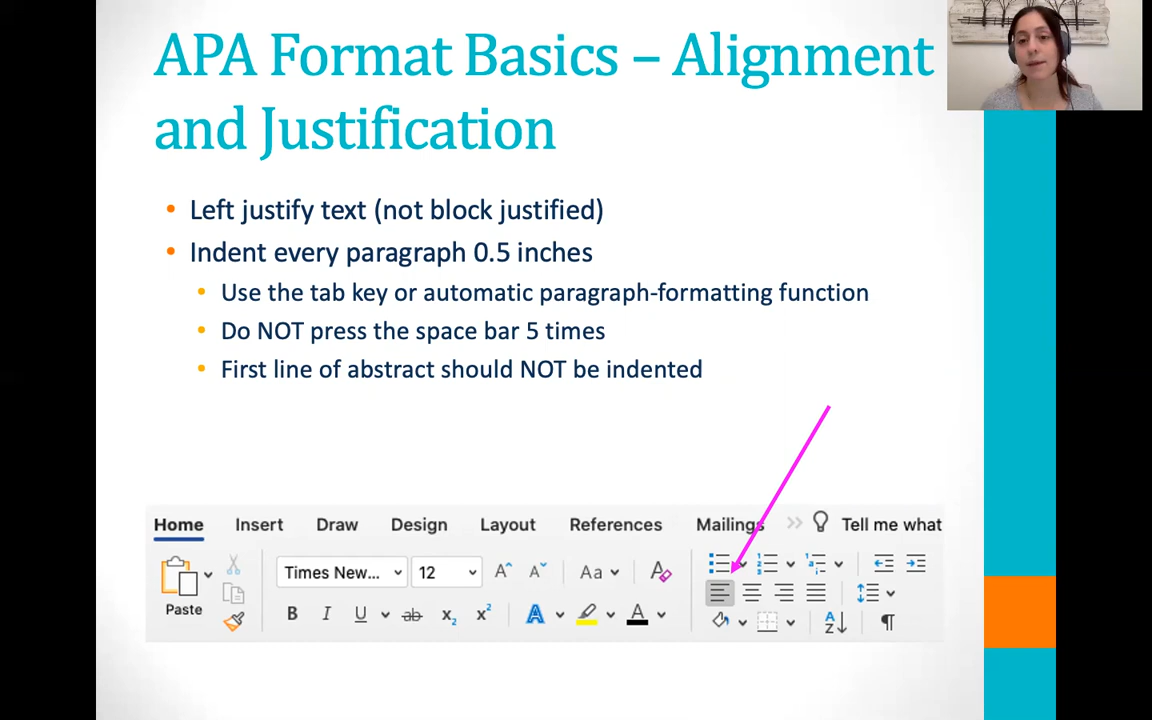 APA Format Basics – Alignment
and Justification
• Left justify text (not block justified)
• Indent every paragraph 0.5 inches
• Use the tab key or automatic paragraph-formatting function
• Do NOT press the space bar 5 times
• First line of abstract should NOT be indented
Home Insert Draw Design Layout References Mailings Tell me what
Times New... 12 Aa
Paste
B I U ab x₂ x² A A
A Z ¶